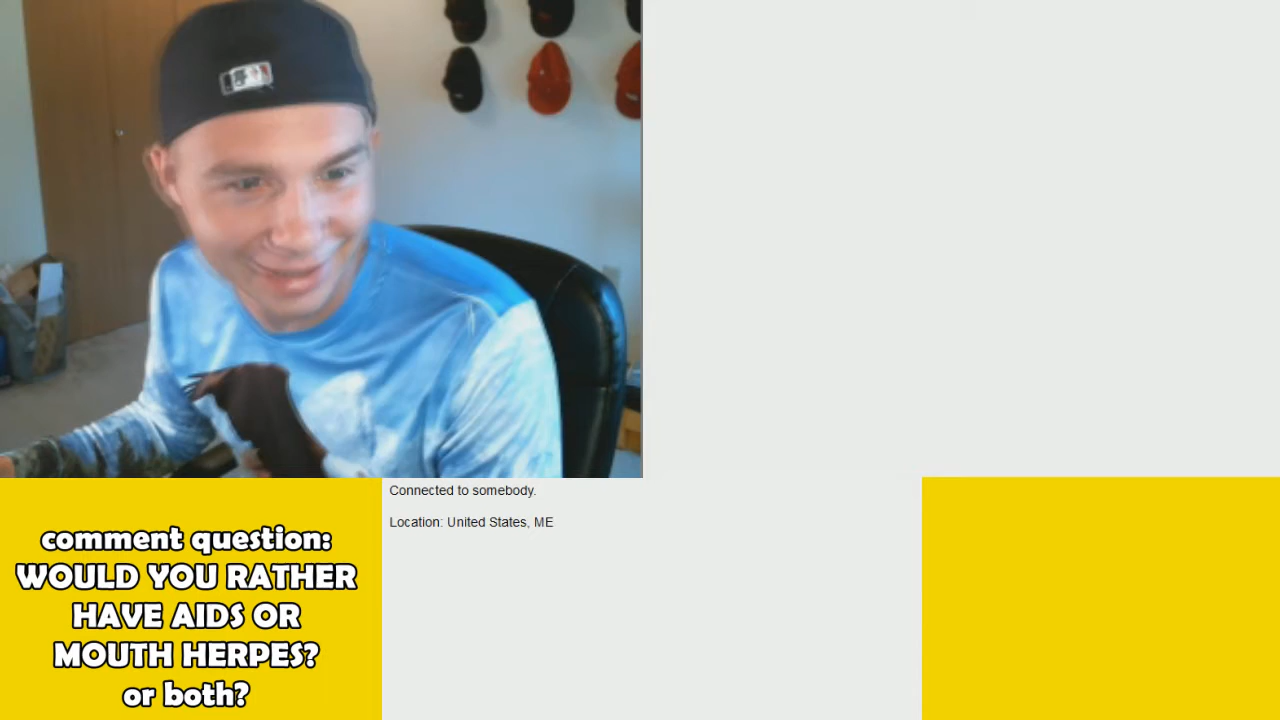 Connected to somebody.
Location: United States, ME
comment question:
WOULD YOU RATHER
HAVE AIDS OR
MOUTH HERPES?
or both?